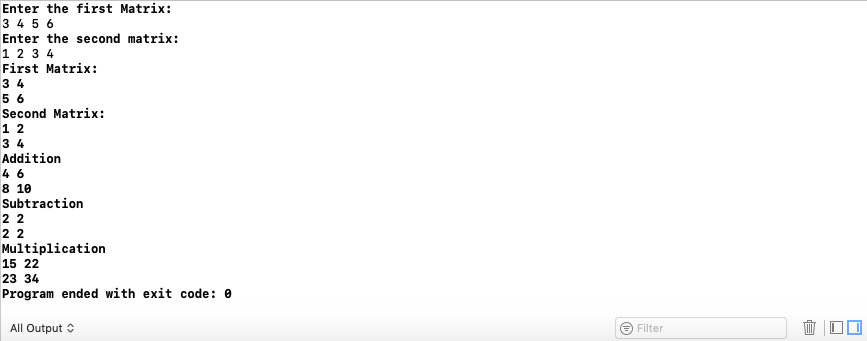 Enter the first Matrix:
3 4 5 6
Enter the second matrix:
1 2 3 4
First Matrix:
3 4
5 6
Second Matrix:
1 2
3 4
Addition
4 6
8 10
Subtraction
2 2
2 2
Multiplication
15 22
23 34
Program ended with exit code: 0
All Output
Filter